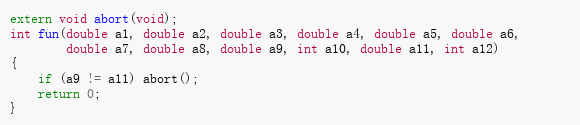 extern void abort(void);
int fun(double a1, double a2, double a3, double a4, double a5, double a6,
        double a7, double a8, double a9, int a10, double a11, int a12)
{
    if (a9 != a11) abort();
    return 0;
}